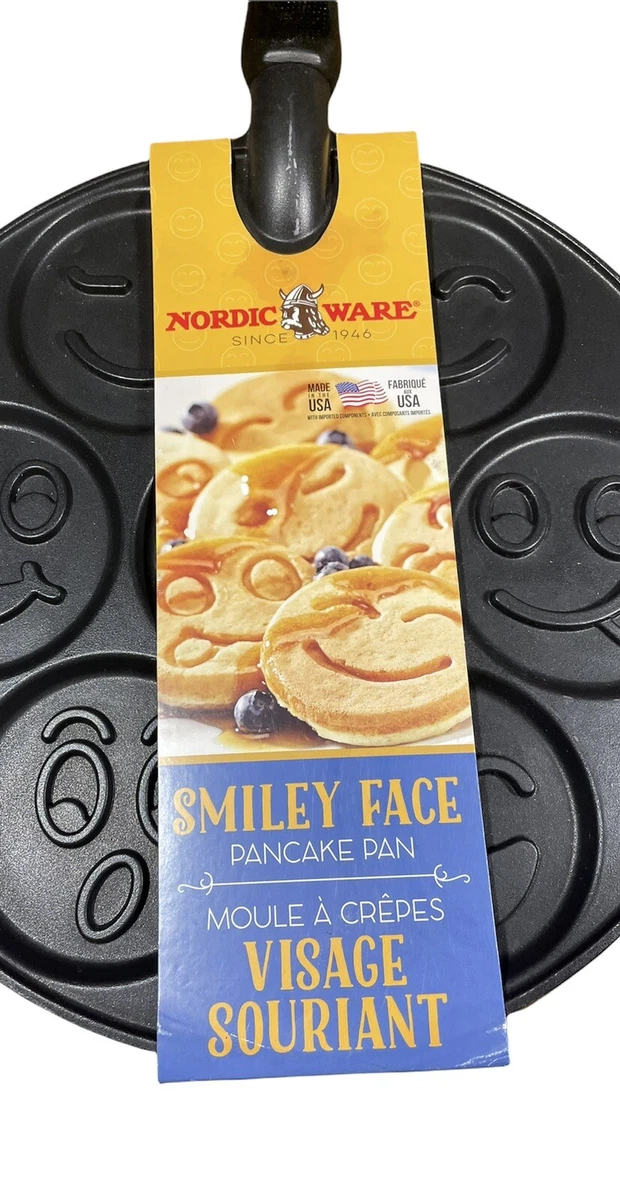 NORDIC WARE®
SINCE 1946
MADE
IN THE
USA
FABRIQUÉ
AUX
USA
WITH IMPORTED COMPONENTS • AVEC COMPOSANTS IMPORTÉS
SMILEY FACE
PANCAKE PAN
MOULE À CRÊPES
VISAGE
SOURIANT